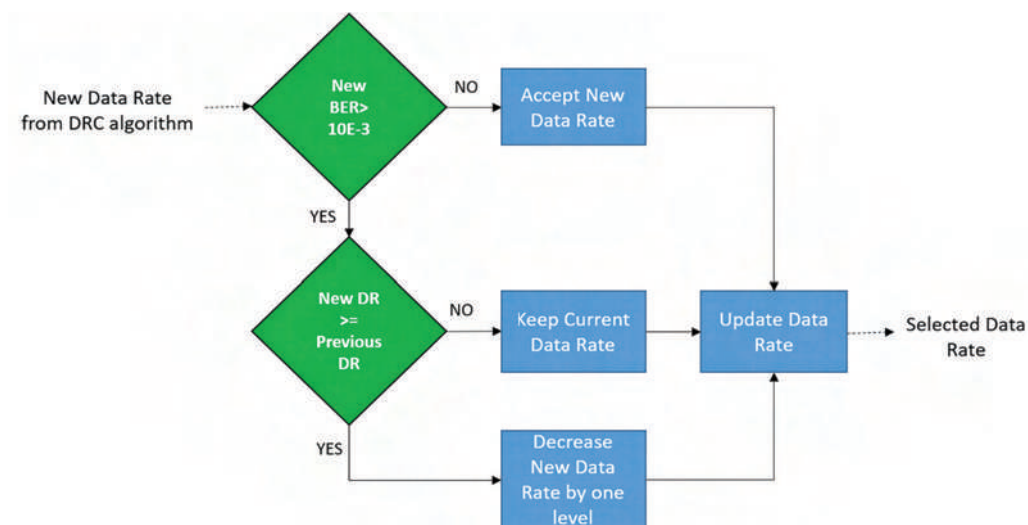 New Data Rate
from DRC algorithm
New
BER>
10E-3
NO
Accept New
Data Rate
YES
New DR
>=
Previous
DR
NO
Keep Current
Data Rate
Update Data
Rate
Selected Data
Rate
YES
Decrease
New Data
Rate by one
level